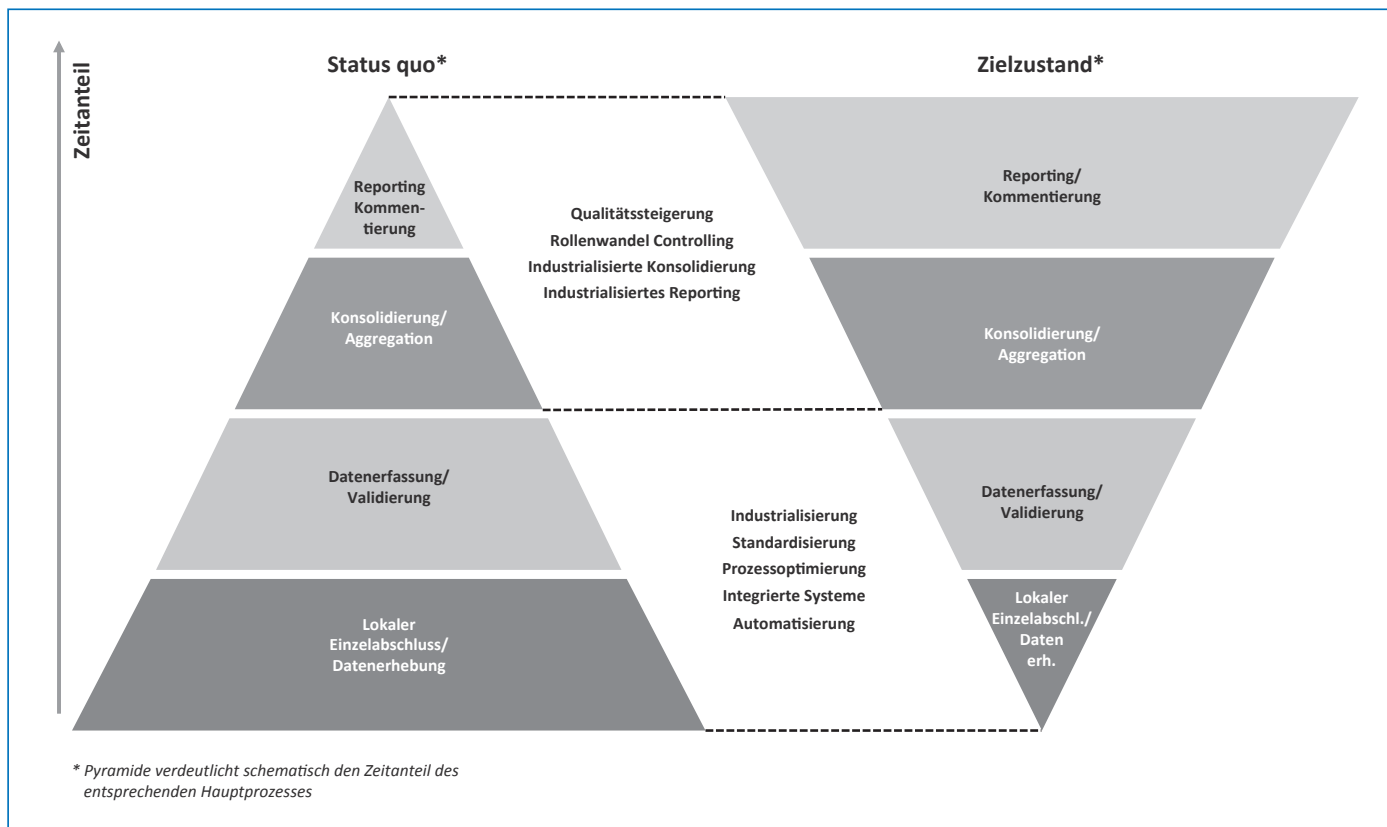 Zeitanteil
Status quo*
Reporting
Kommen-
tierung
Konsolidierung/
Aggregation
Datenerfassung/
Validierung
Lokaler
Einzelabschluss/
Datenerhebung
Qualitätssteigerung
Rollenwandel Controlling
Industrialisierte Konsolidierung
Industrialisiertes Reporting
Industrialisierung
Standardisierung
Prozessoptimierung
Integrierte Systeme
Automatisierung
Zielzustand*
Reporting/
Kommentierung
Konsolidierung/
Aggregation
Datenerfassung/
Validierung
Lokaler
Einzelabschl./
Daten
erh.
* Pyramide verdeutlicht schematisch den Zeitanteil des
entsprechenden Hauptprozesses